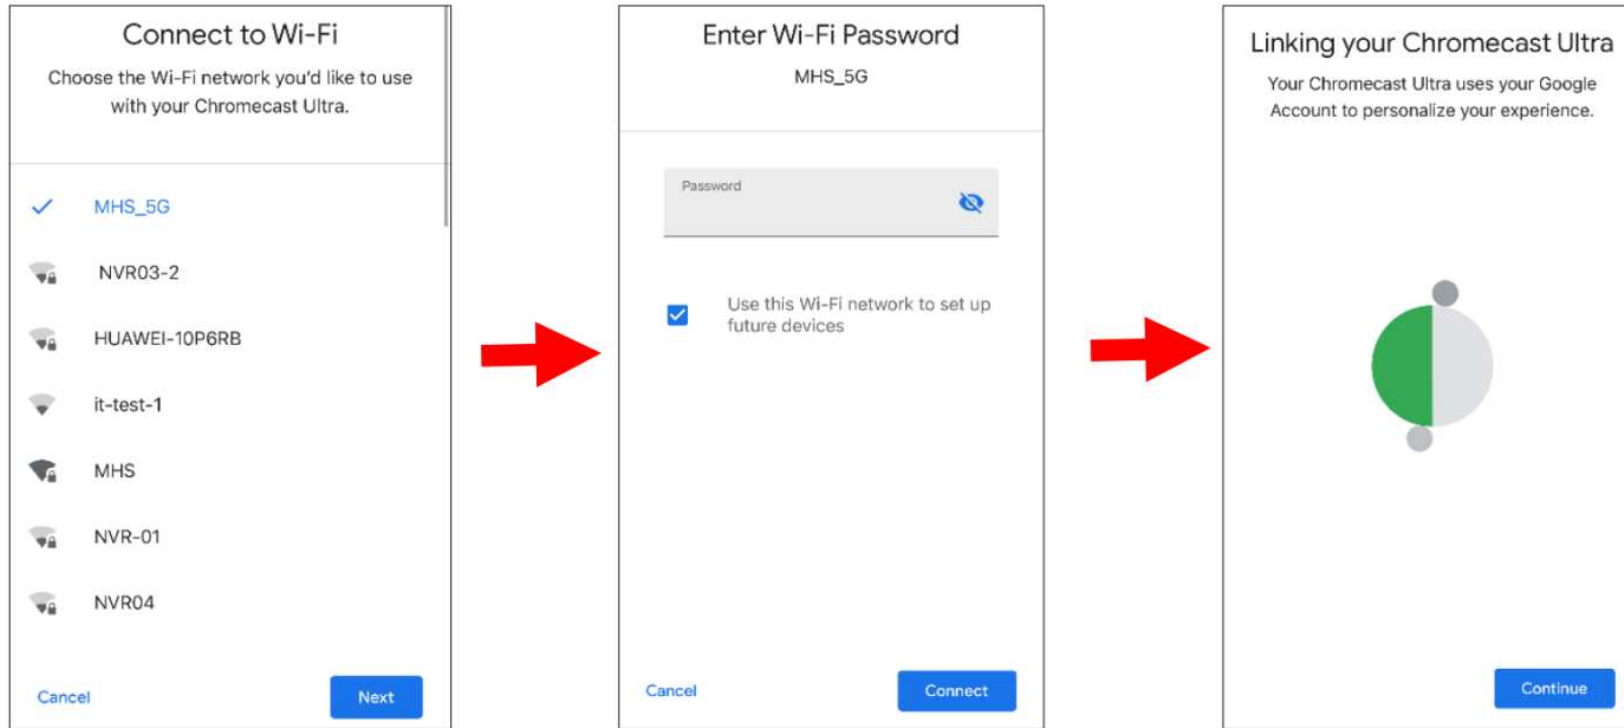 Connect to Wi-Fi
Choose the Wi-Fi network you'd like to use
with your Chromecast Ultra.
MHS_5G
NVR03-2
HUAWEI-10P6RB
it-test-1
MHS
NVR-01
NVR04
Cancel
Next
Enter Wi-Fi Password
MHS_5G
Password
Use this Wi-Fi network to set up
future devices
Cancel
Connect
Linking your Chromecast Ultra
Your Chromecast Ultra uses your Google
Account to personalize your experience.
Continue